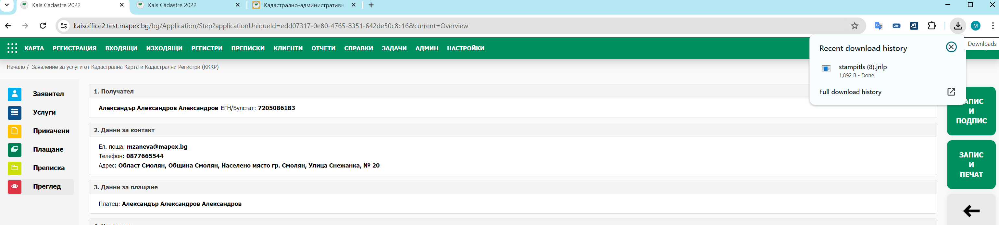 Kais Cadastre 2022
Kais Cadastre 2022
Кадастрално-административна
kaisoffice2.test.mapex.bg/bg/Application/Step?applicationUniqueId=edd07317-0e80-4765-8351-642de50c8c16&current=Overview
ZIP
M
КАРТА РЕГИСТРАЦИЯ ВХОДЯЩИ ИЗХОДЯЩИ РЕГИСТРИ ПРЕПИСКИ КЛИЕНТИ ОТЧЕТИ СПРАВКИ ЗАДАЧИ АДМИН НАСТРОЙКИ
Recent download history
Downloads
stampitls (8).jnlp
1,892 B • Done
Full download history
Начало / Заявление за услуги от Кадастрална Карта и Кадастрални Регистри (КККР)
Заявител
Услуги
Прикачени
Плащане
Преписка
Преглед
1. Получател
Александър Александров Александров ЕГН/Булстат: 7205086183
2. Данни за контакт
Ел. поща: mzaneva@mapex.bg
Телефон: 0877665544
Адрес: Област Смолян, Община Смолян, Населено място гр. Смолян, Улица Снежанка, № 20
3. Данни за плащане
Платец: Александър Александров Александров
АПИС
И
ПОДПИС
ЗАПИС
И
ПЕЧАТ